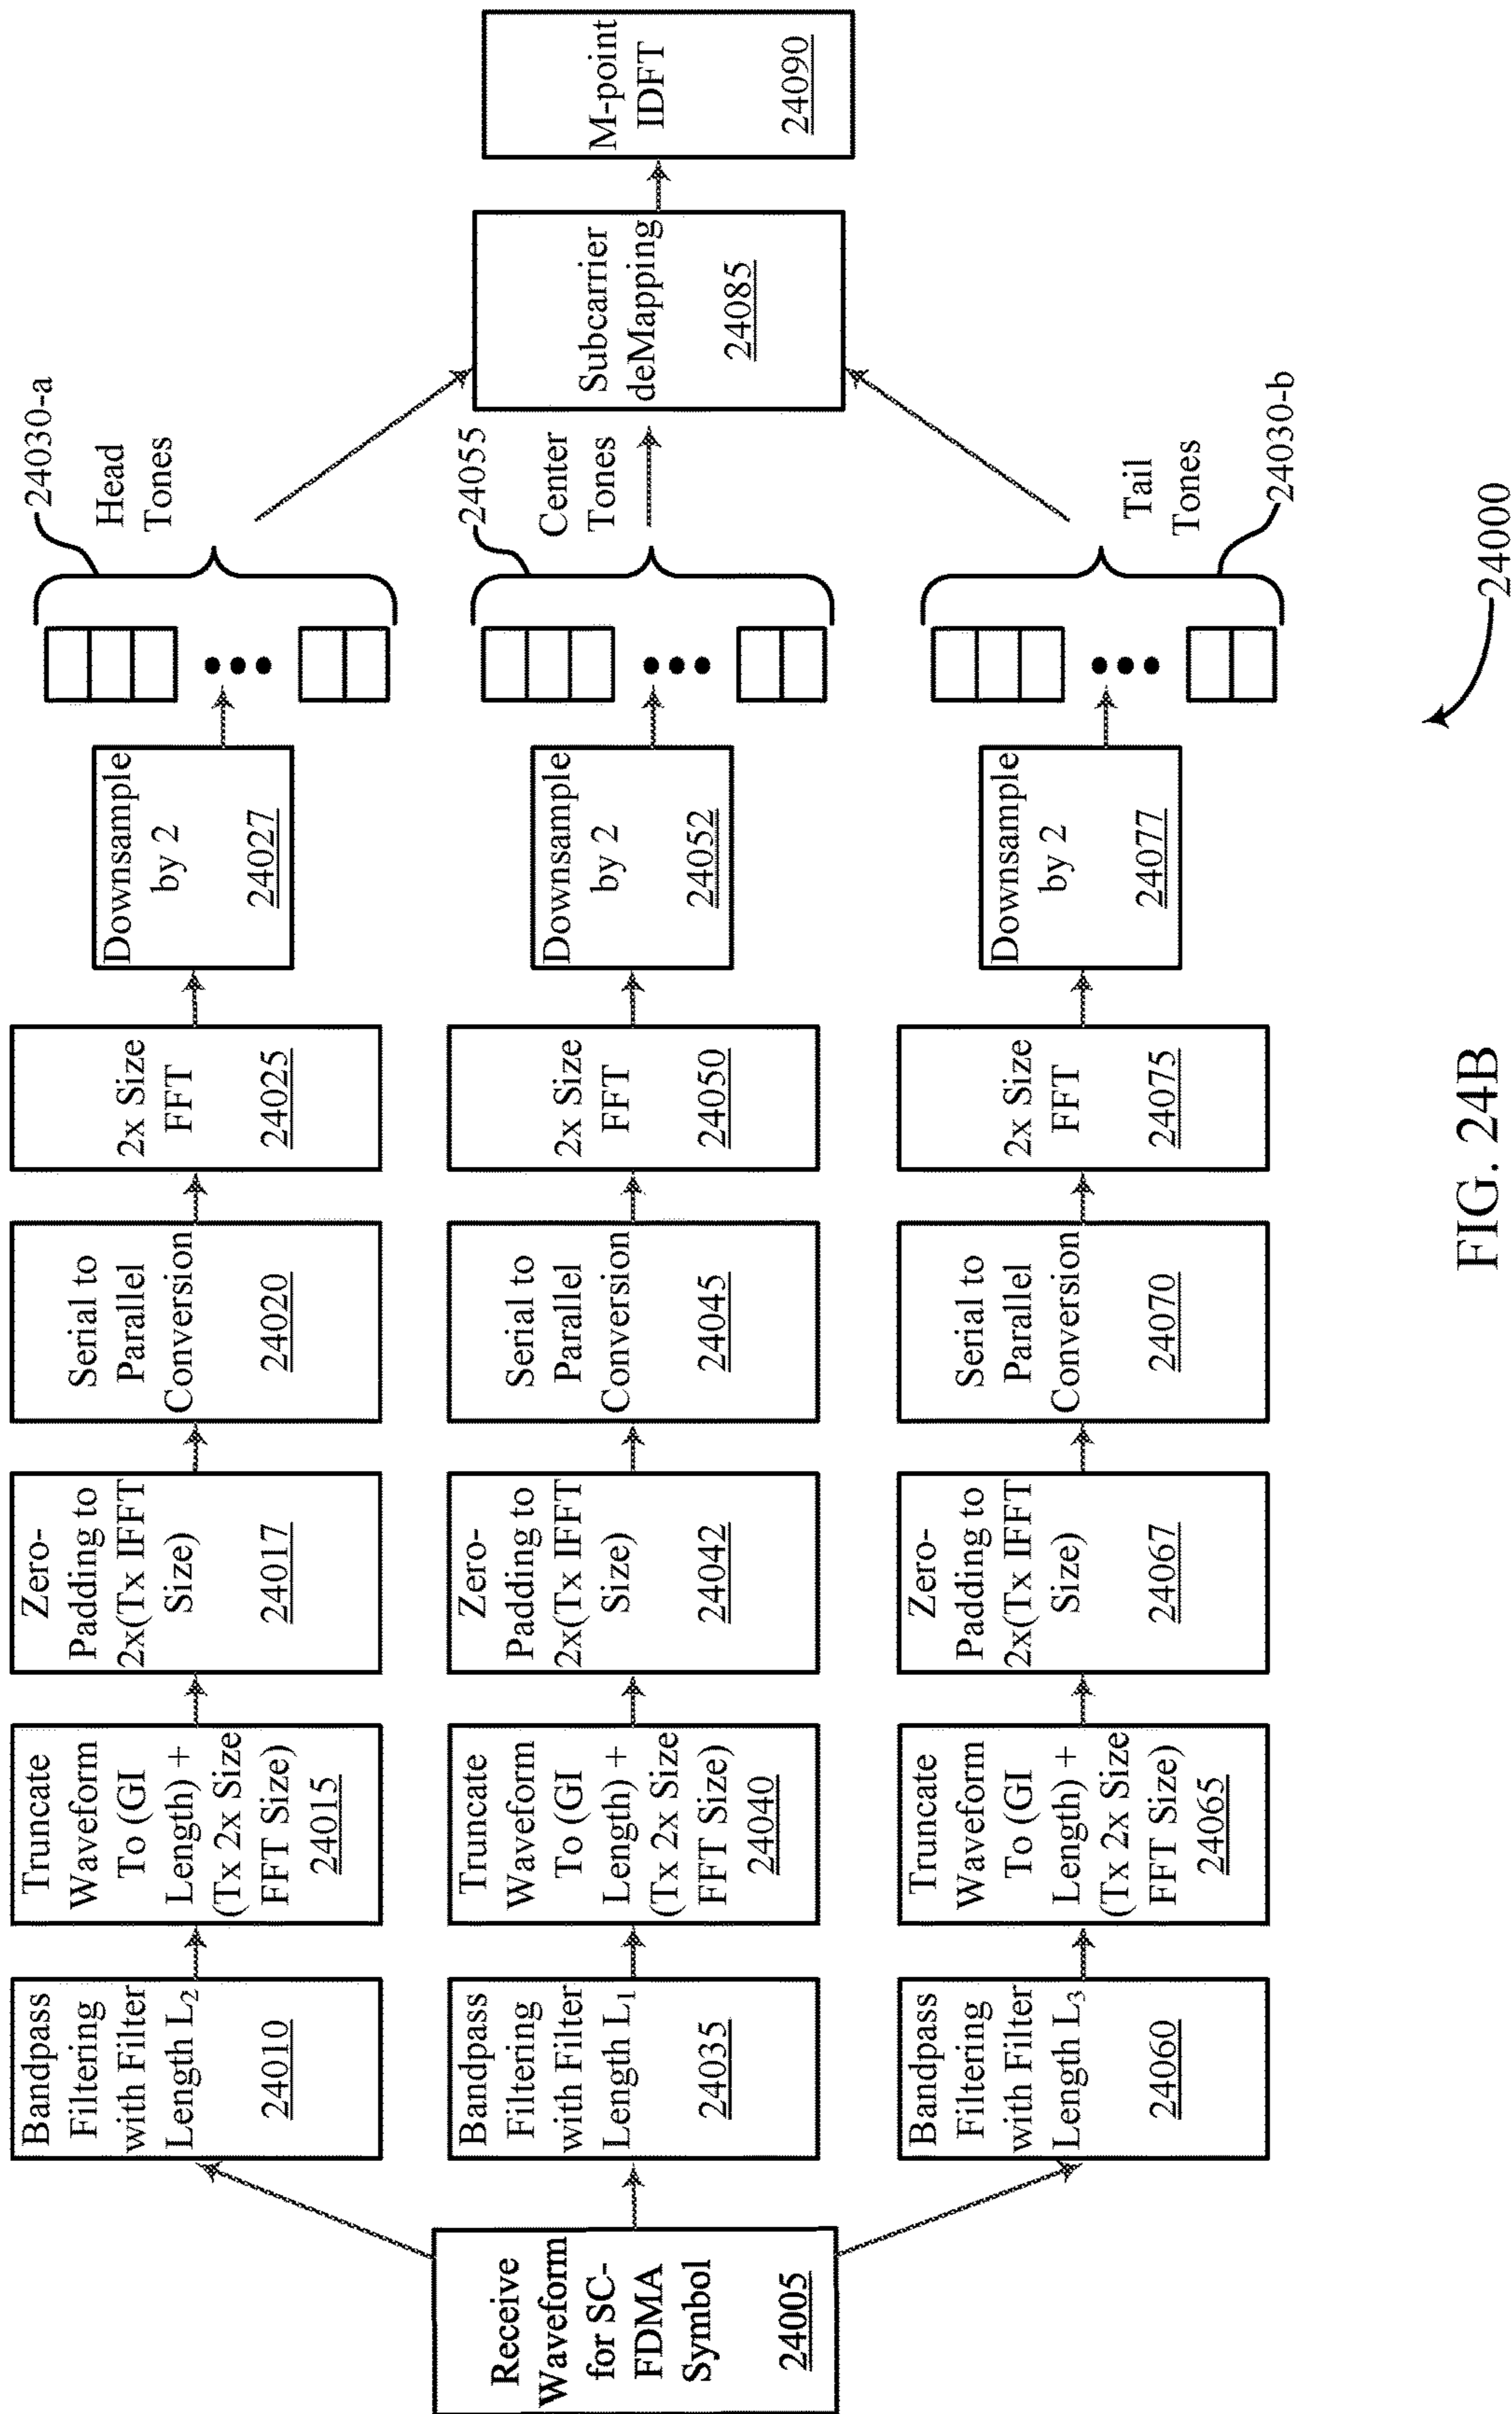 Receive
Waveform
for SC-
FDMA
Symbol
24005
Bandpass
Filtering
with Filter
Length L₂
24010
Truncate
Waveform
To (GI
Length) +
(Tx 2x Size
FFT Size)
24015
Zero-
Padding to
2x(Tx IFFT
Size)
24017
Serial to
Parallel
Conversion
24020
2x Size
FFT
24025
Downsample
by 2
24027
24030-a
Head
Tones
Bandpass
Filtering
with Filter
Length L₁
24035
Truncate
Waveform
To (GI
Length) +
(Tx 2x Size
FFT Size)
24040
Zero-
Padding to
2x(Tx IFFT
Size)
24042
Serial to
Parallel
Conversion
24045
2x Size
FFT
24050
Downsample
by 2
24052
24055
Center
Tones
Bandpass
Filtering
with Filter
Length L₃
24060
Truncate
Waveform
To (GI
Length) +
(Tx 2x Size
FFT Size)
24065
Zero-
Padding to
2x(Tx IFFT
Size)
24067
Serial to
Parallel
Conversion
24070
2x Size
FFT
24075
Downsample
by 2
24077
Tail
Tones
24030-b
Subcarrier
deMapping
24085
M-point
IDFT
24090
24000
FIG. 24B